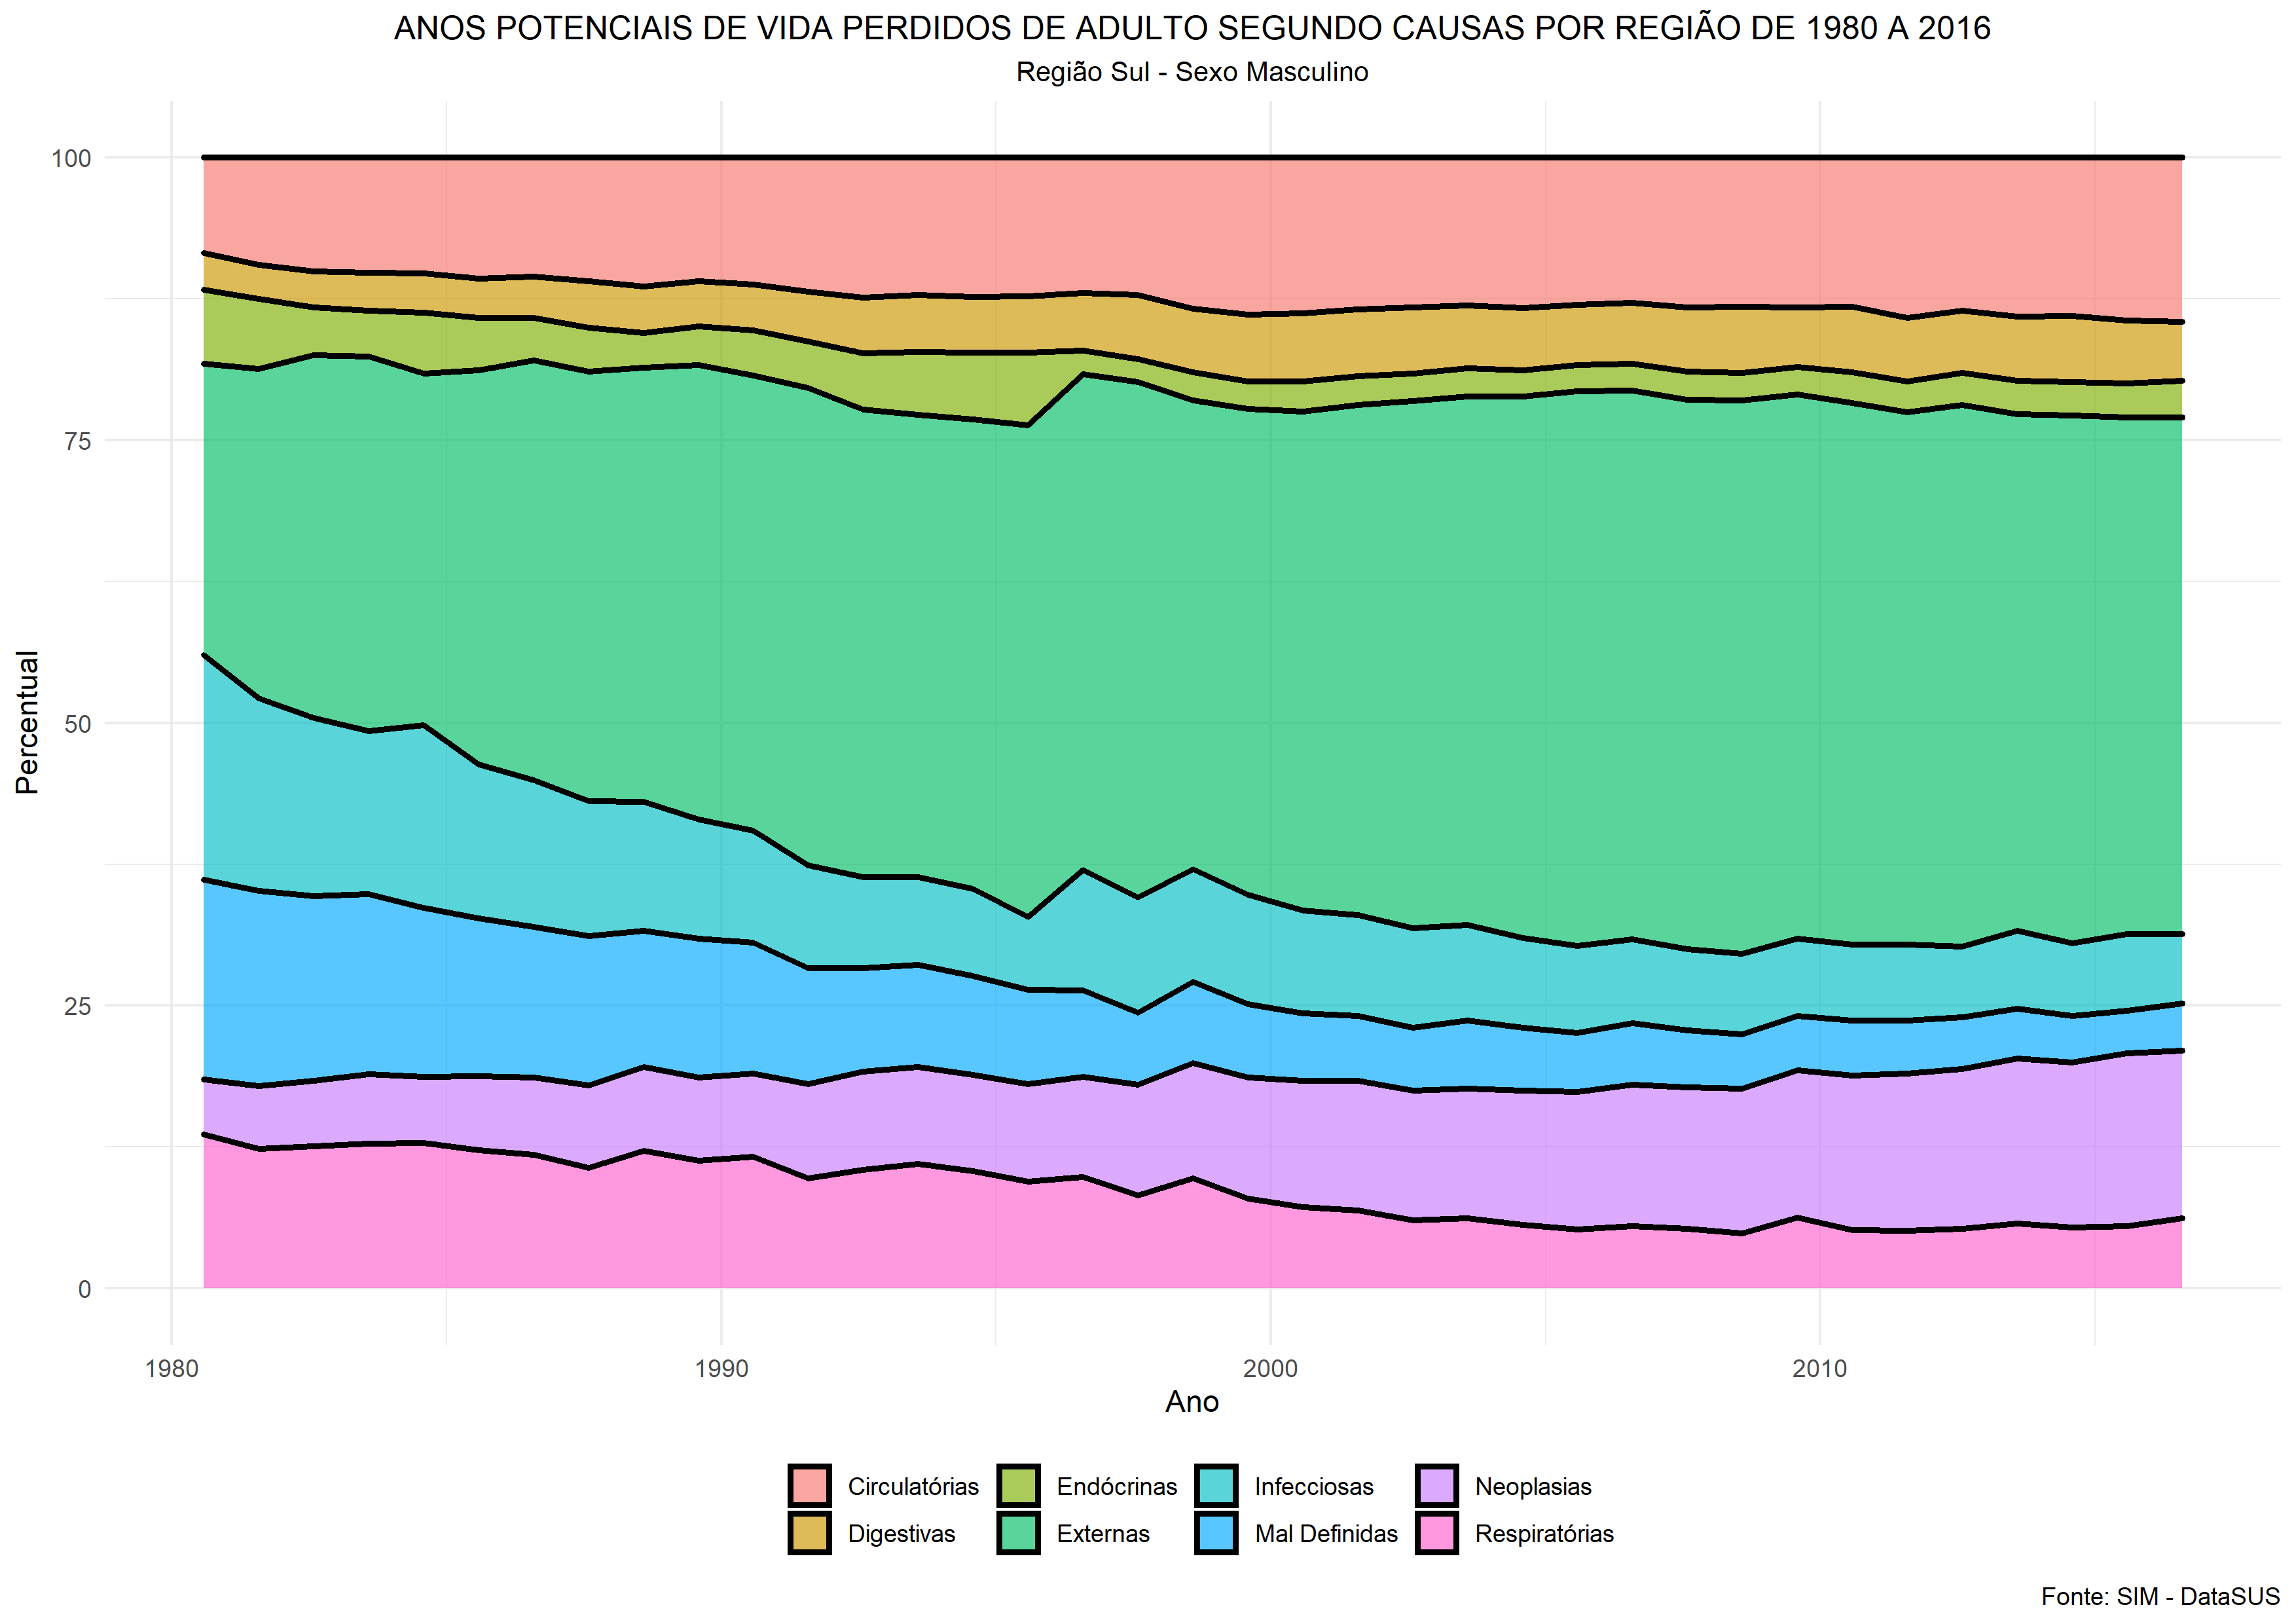 ANOS POTENCIAIS DE VIDA PERDIDOS DE ADULTO SEGUNDO CAUSAS POR REGIÃO DE 1980 A 2016
Região Sul - Sexo Masculino
100
75
50
25
0
Percentual
1980 1990 2000 2010
Ano
Circulatórias Endócrinas Infecciosas Neoplasias
Digestivas Externas Mal Definidas Respiratórias
Fonte: SIM - DataSUS